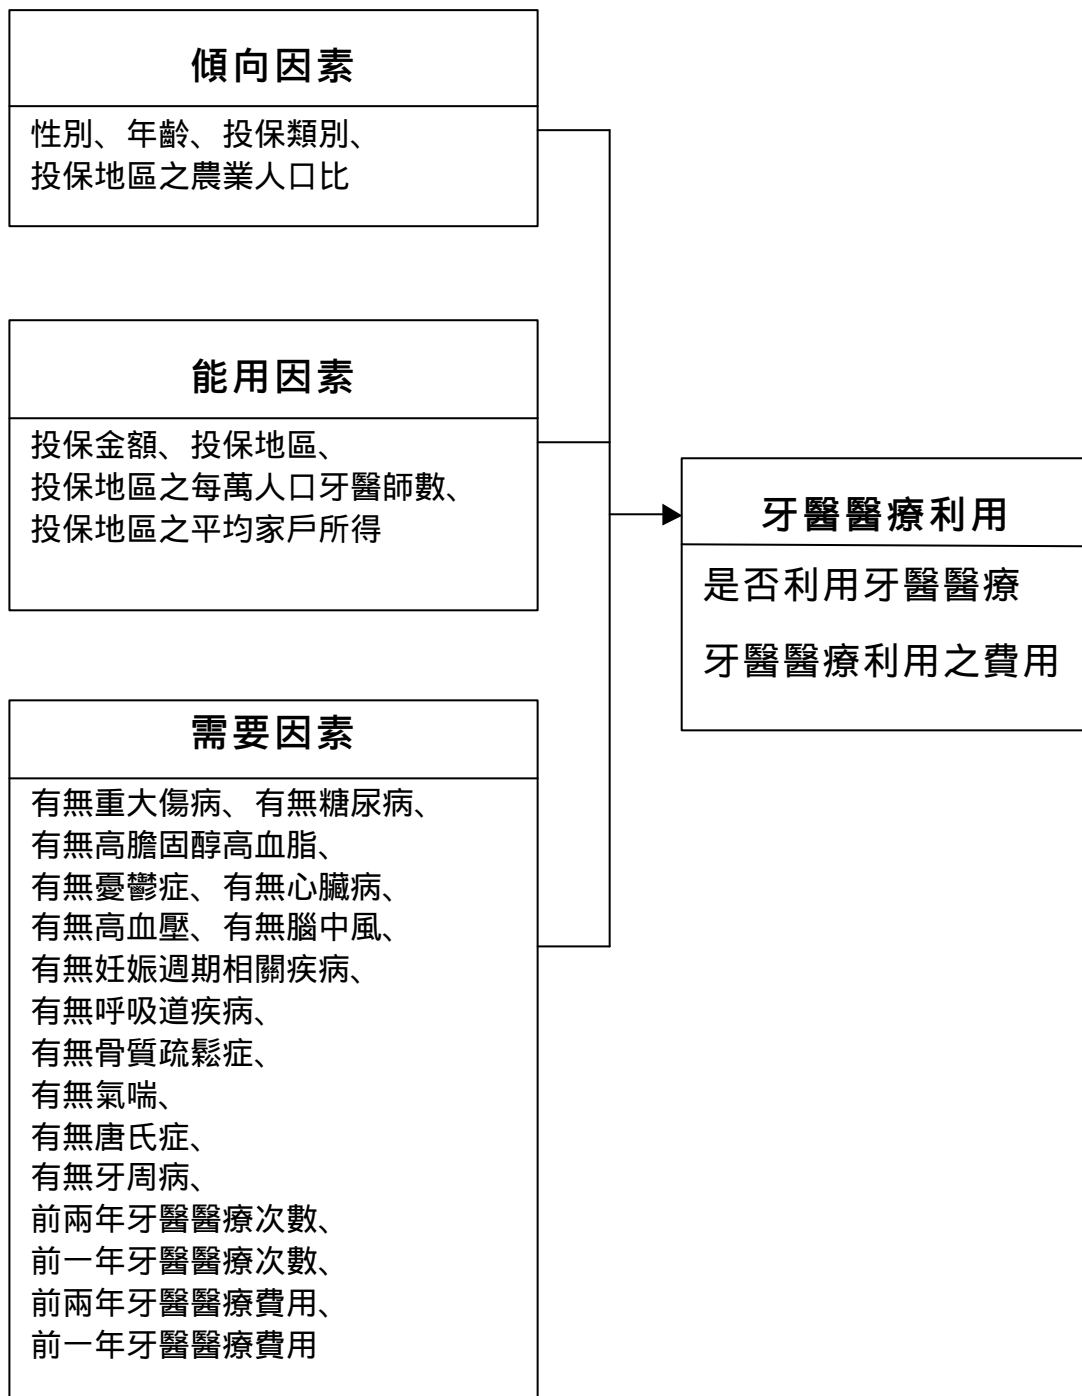 傾向因素
性別、年齡、投保類別、
投保地區之農業人口比
能用因素
投保金額、投保地區、
投保地區之每萬人口牙醫師數、
投保地區之平均家戶所得
需要因素
有無重大傷病、有無糖尿病、
有無高膽固醇高血脂、
有無憂鬱症、有無心臟病、
有無高血壓、有無腦中風、
有無妊娠週期相關疾病、
有無呼吸道疾病、
有無骨質疏鬆症、
有無氣喘、
有無唐氏症、
有無牙周病、
前兩年牙醫醫療次數、
前一年牙醫醫療次數、
前兩年牙醫醫療費用、
前一年牙醫醫療費用
牙醫醫療利用
是否利用牙醫醫療
牙醫醫療利用之費用